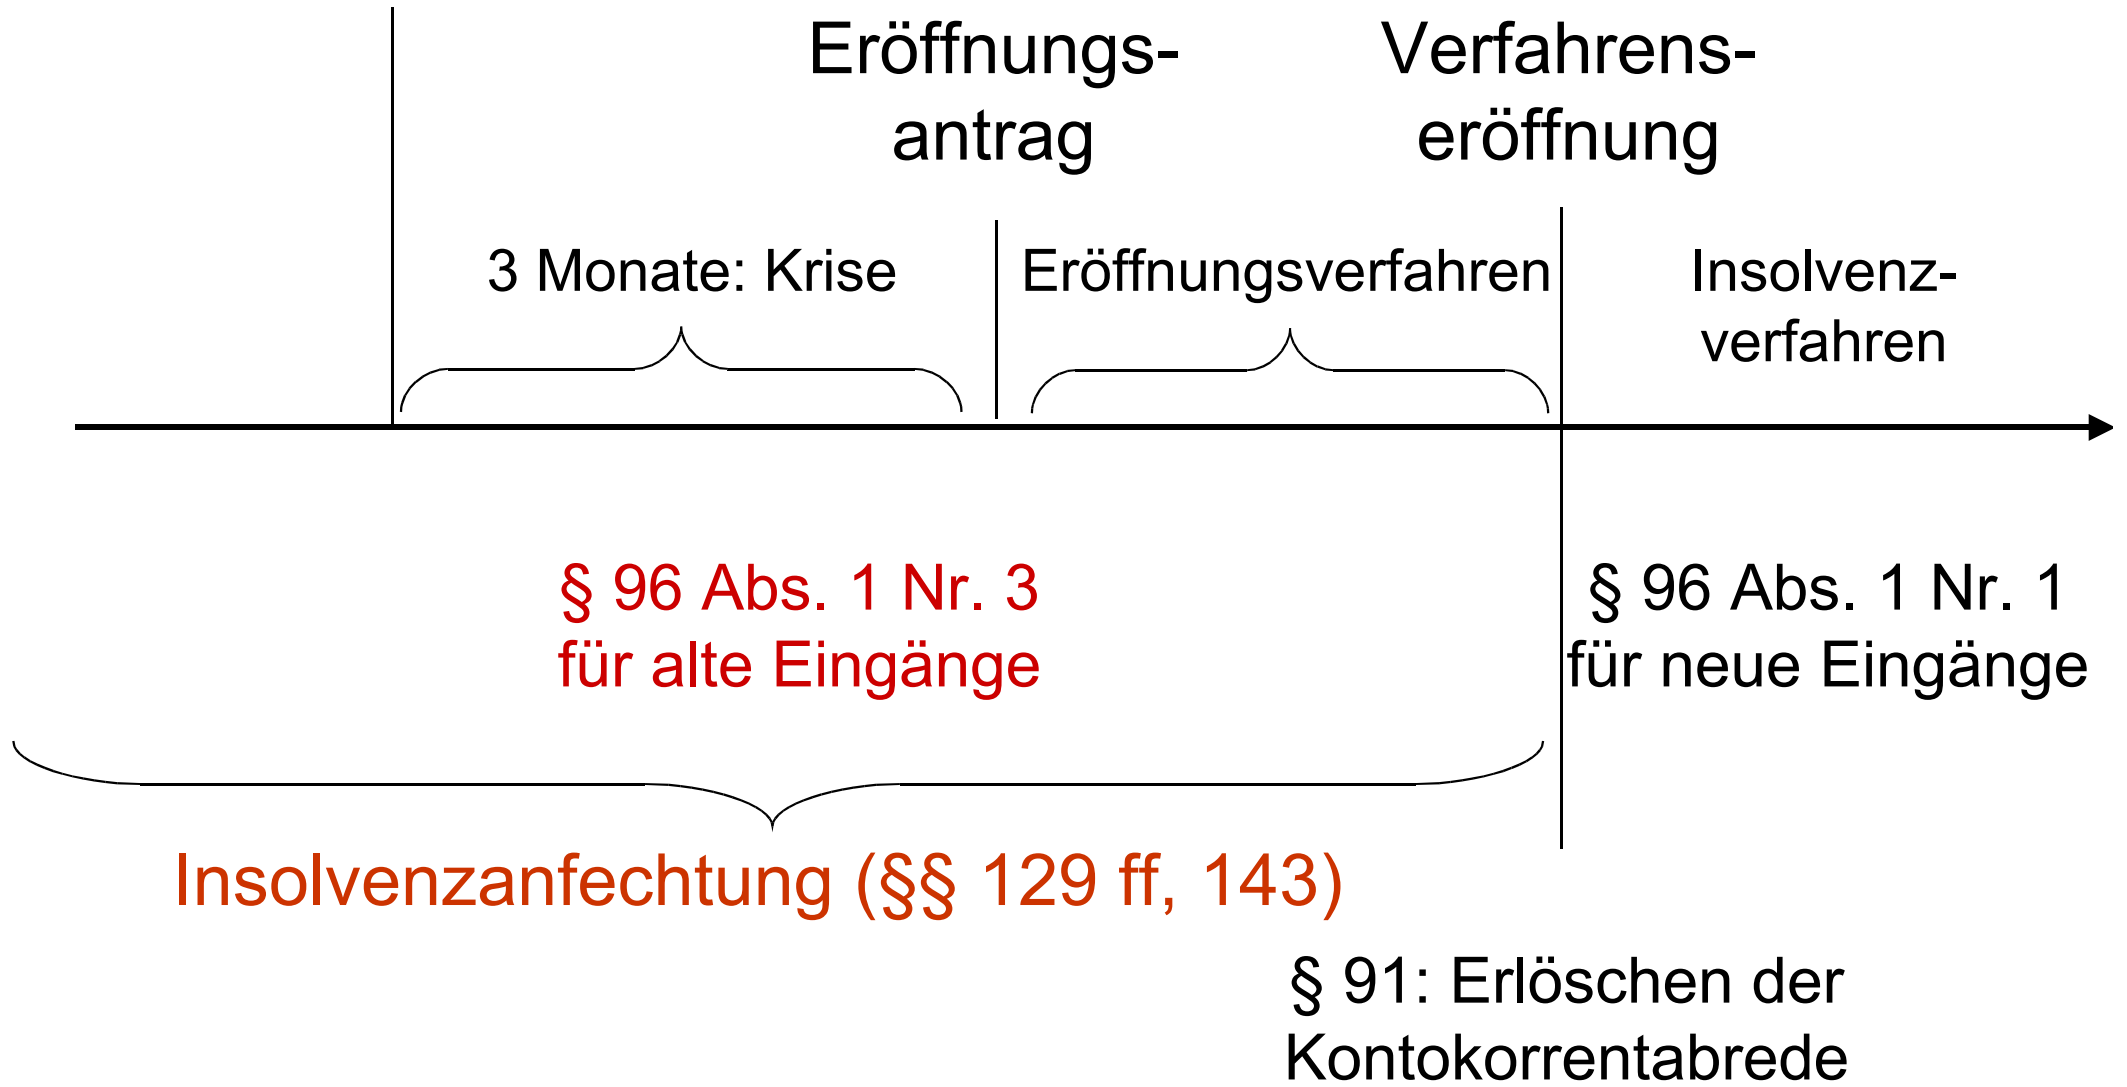 Eröffnungs-
antrag
Verfahrens-
eröffnung
3 Monate: Krise
Eröffnungsverfahren
Insolvenz-
verfahren
§ 96 Abs. 1 Nr. 3
für alte Eingänge
§ 96 Abs. 1 Nr. 1
für neue Eingänge
Insolvenzanfechtung (§§ 129 ff, 143)
§ 91: Erlöschen der
Kontokorrentabrede